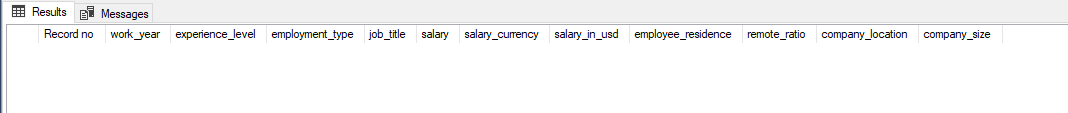 Results Messages
Record no work_year experience_level employment_type job_title salary salary_currency salary_in_usd employee_residence remote_ratio company_location company_size